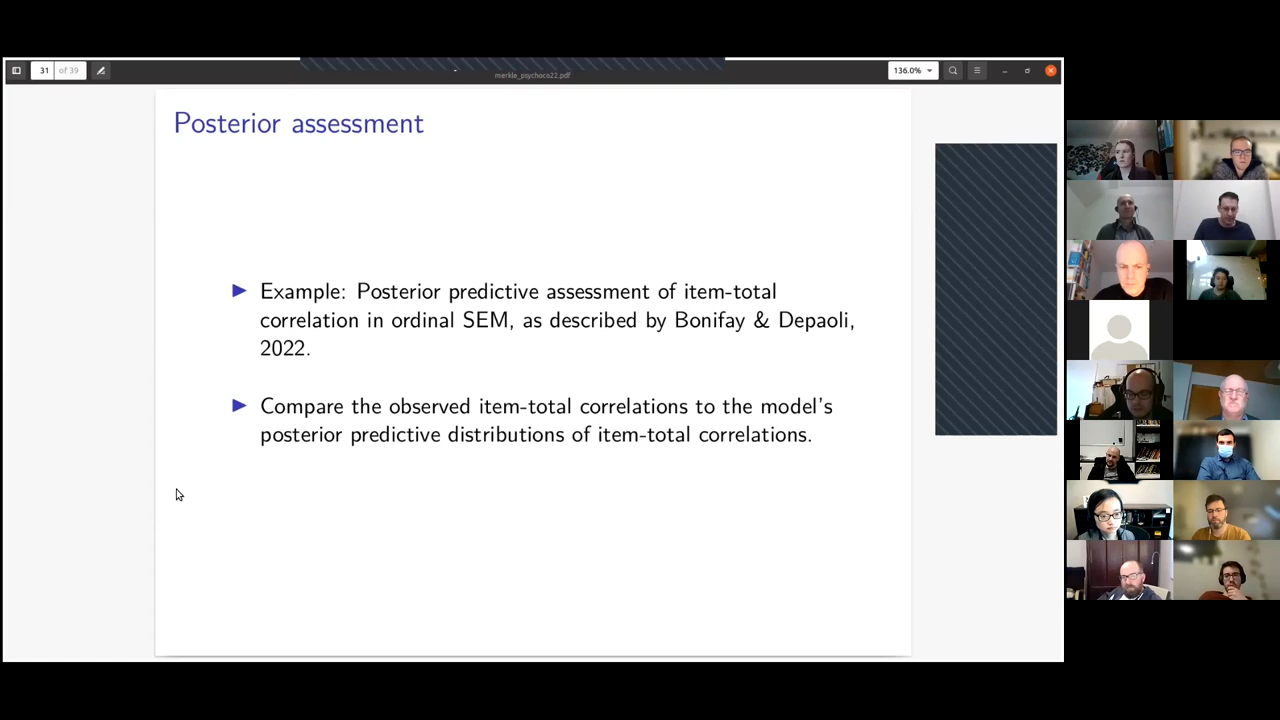 31 of 39
merkle_psychoco22.pdf
136.0%
Posterior assessment
Example: Posterior predictive assessment of item-total
correlation in ordinal SEM, as described by Bonifay & Depaoli,
2022.
Compare the observed item-total correlations to the model's
posterior predictive distributions of item-total correlations.